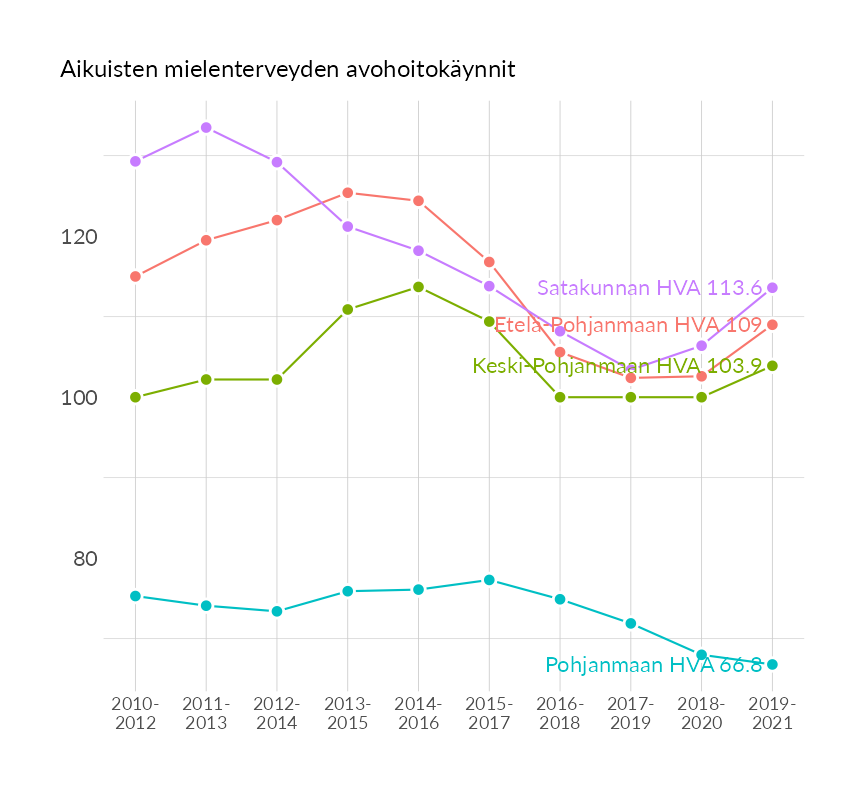 Aikuisten mielenterveyden avohoitokäynnit
120
100
80
Satakunnan HVA 113.6
Etelä-Pohjanmaan HVA 109
Keski-Pohjanmaan HVA 103.9
Pohjanmaan HVA 66.8
2010- 2011- 2012- 2013- 2014- 2015- 2016- 2017- 2018- 2019-
2012 2013 2014 2015 2016 2017 2018 2019 2020 2021